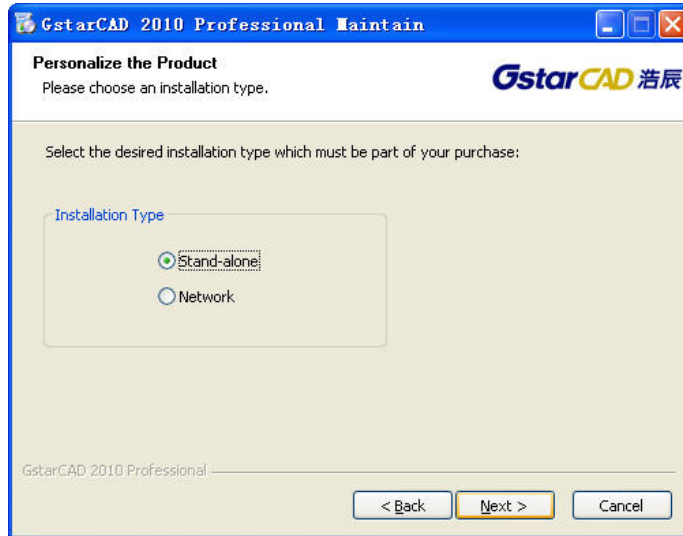 GstarCAD 2010 Professional Maintain
Personalize the Product
Please choose an installation type.
GstarCAD 浩辰
Select the desired installation type which must be part of your purchase:
Installation Type
Stand-alone
Network
GstarCAD 2010 Professional
< Back
Next >
Cancel